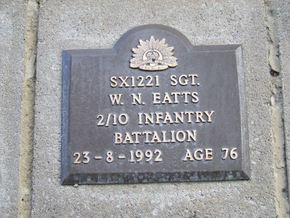 SX1221 SGT.
W. N. EATTS
2/10 INFANTRY
BATTALION
23-8-1992 AGE 76